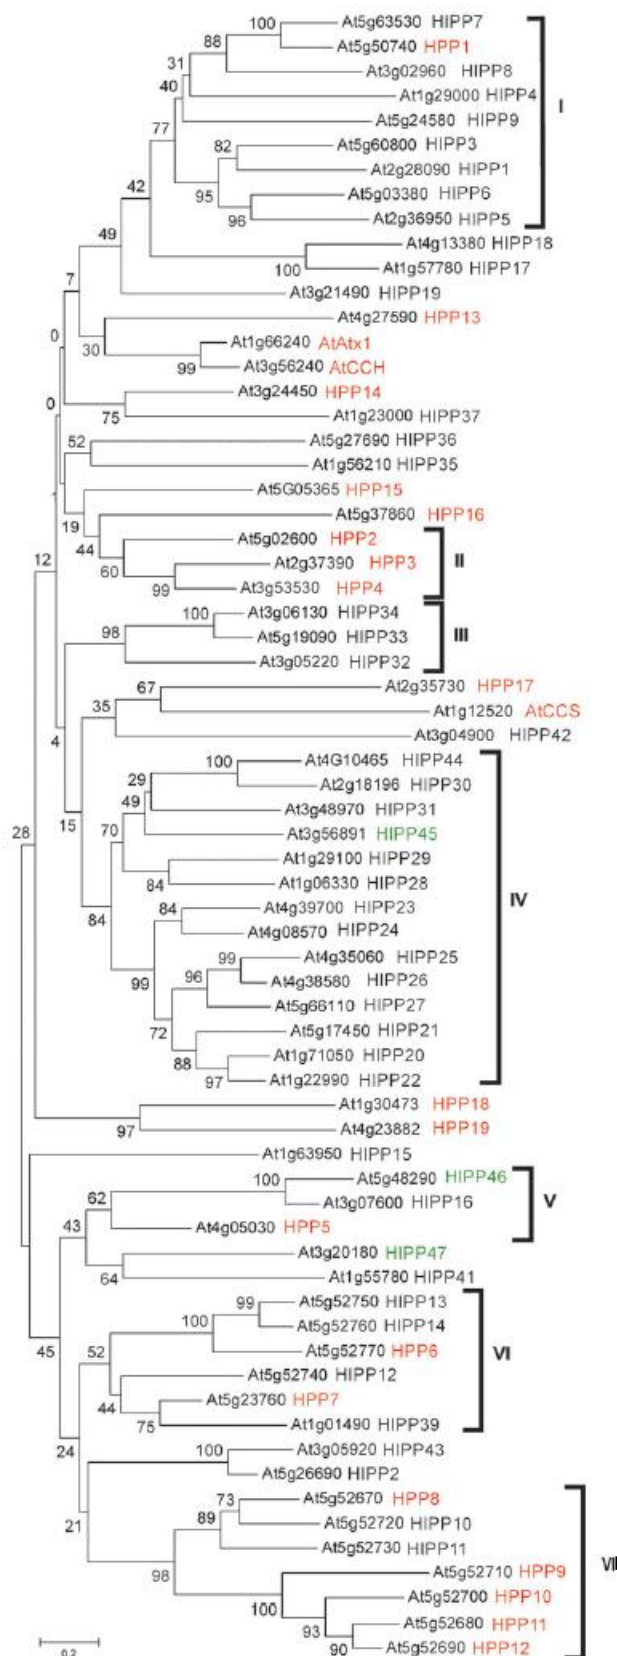 100 At5g63530 HIPP7
88 At5g50740 HPP1
31 At3g02960 HIPP8
40 At1g29000 HIPP4
At5g24580 HIPP9 I
77 82 At5g60800 HIPP3
At2g28090 HIPP1
42 95 At5g03380 HIPP6
96 At2g36950 HIPP5
49 At4g13380 HIPP18
100 At1g57780 HIPP17
7 At3g21490 HIPP19
0 At4g27590 HPP13
30 At1g66240 AtAtx1
99 At3g56240 AtCCH
0 At3g24450 HPP14
75 At1g23000 HIPP37
52 At5g27690 HIPP36
At1g56210 HIPP35
At5G05365 HPP15
19 At5g37860 HPP16
44 At5g02600 HPP2
12 60 At2g37390 HPP3 II
99 At3g53530 HPP4
100 At3g06130 HIPP34
98 At5g19090 HIPP33 III
At3g05220 HIPP32
67 At2g35730 HPP17
35 At1g12520 AtCCS
4 At3g04900 HIPP42
100 At4G10465 HIPP44
29 At2g18196 HIPP30
49 At3g48970 HIPP31
28 15 70 At3g56891 HIPP45
At1g29100 HIPP29
84 At1g06330 HIPP28
84 84 At4g39700 HIPP23 IV
At4g08570 HIPP24
99 At4g35060 HIPP25
99 96 At4g38580 HIPP26
At5g66110 HIPP27
72 At5g17450 HIPP21
88 At1g71050 HIPP20
97 At1g22990 HIPP22
At1g30473 HPP18
97 At4g23882 HPP19
At1g63950 HIPP15
100 At5g48290 HIPP46
62 At3g07600 HIPP16 V
43 At4g05030 HPP5
At3g20180 HIPP47
64 At1g55780 HIPP41
99 At5g52750 HIPP13
100 At5g52760 HIPP14
45 52 At5g52770 HPP6 VI
At5g52740 HIPP12
44 At5g23760 HPP7
75 At1g01490 HIPP39
24 100 At3g05920 HIPP43
At5g26690 HIPP2
73 At5g52670 HPP8
21 89 At5g52720 HIPP10
At5g52730 HIPP11
98 At5g52710 HPP9 VII
100 At5g52700 HPP10
93 At5g52680 HPP11
90 At5g52690 HPP12
0.2